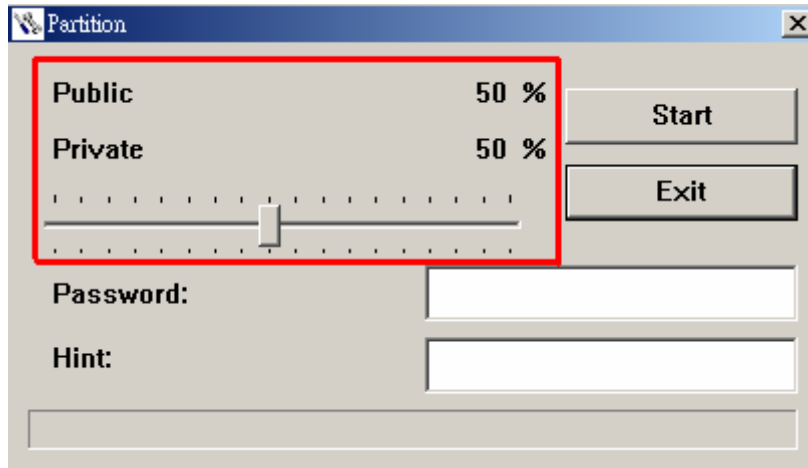 Partition
Public 50 %
Private 50 %
Start
Exit
Password:
Hint: